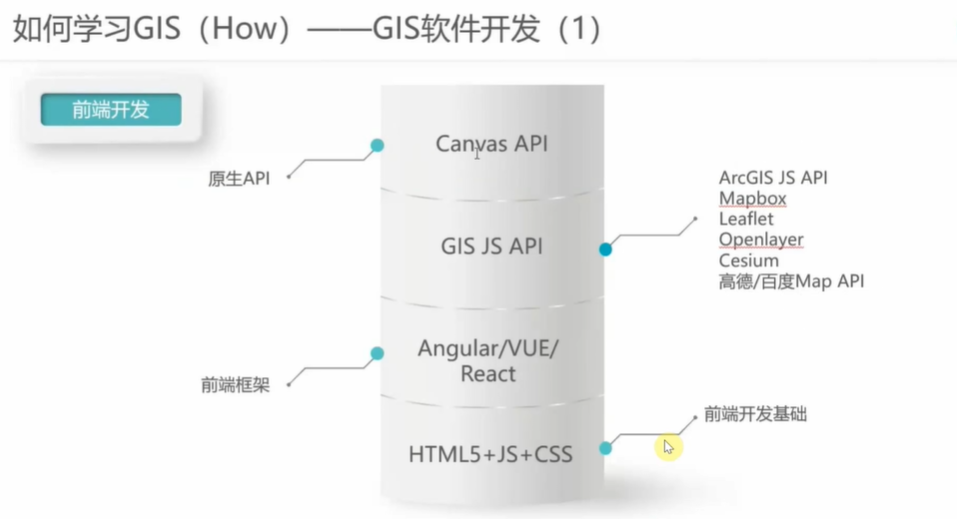 如何学习GIS（How）——GIS软件开发（1）
前端开发
Canvas API
原生API
GIS JS API
ArcGIS JS API
Mapbox
Leaflet
Openlayer
Cesium
高德/百度Map API
Angular/VUE/
React
前端框架
HTML5+JS+CSS
前端开发基础